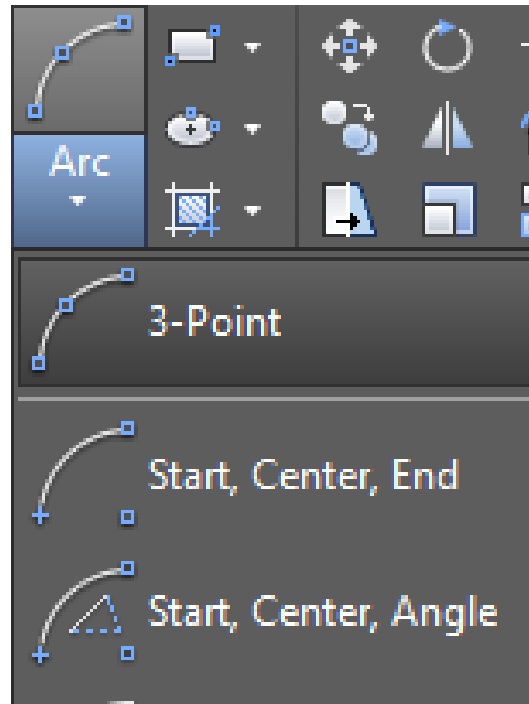 Arc
3-Point
Start, Center, End
Start, Center, Angle